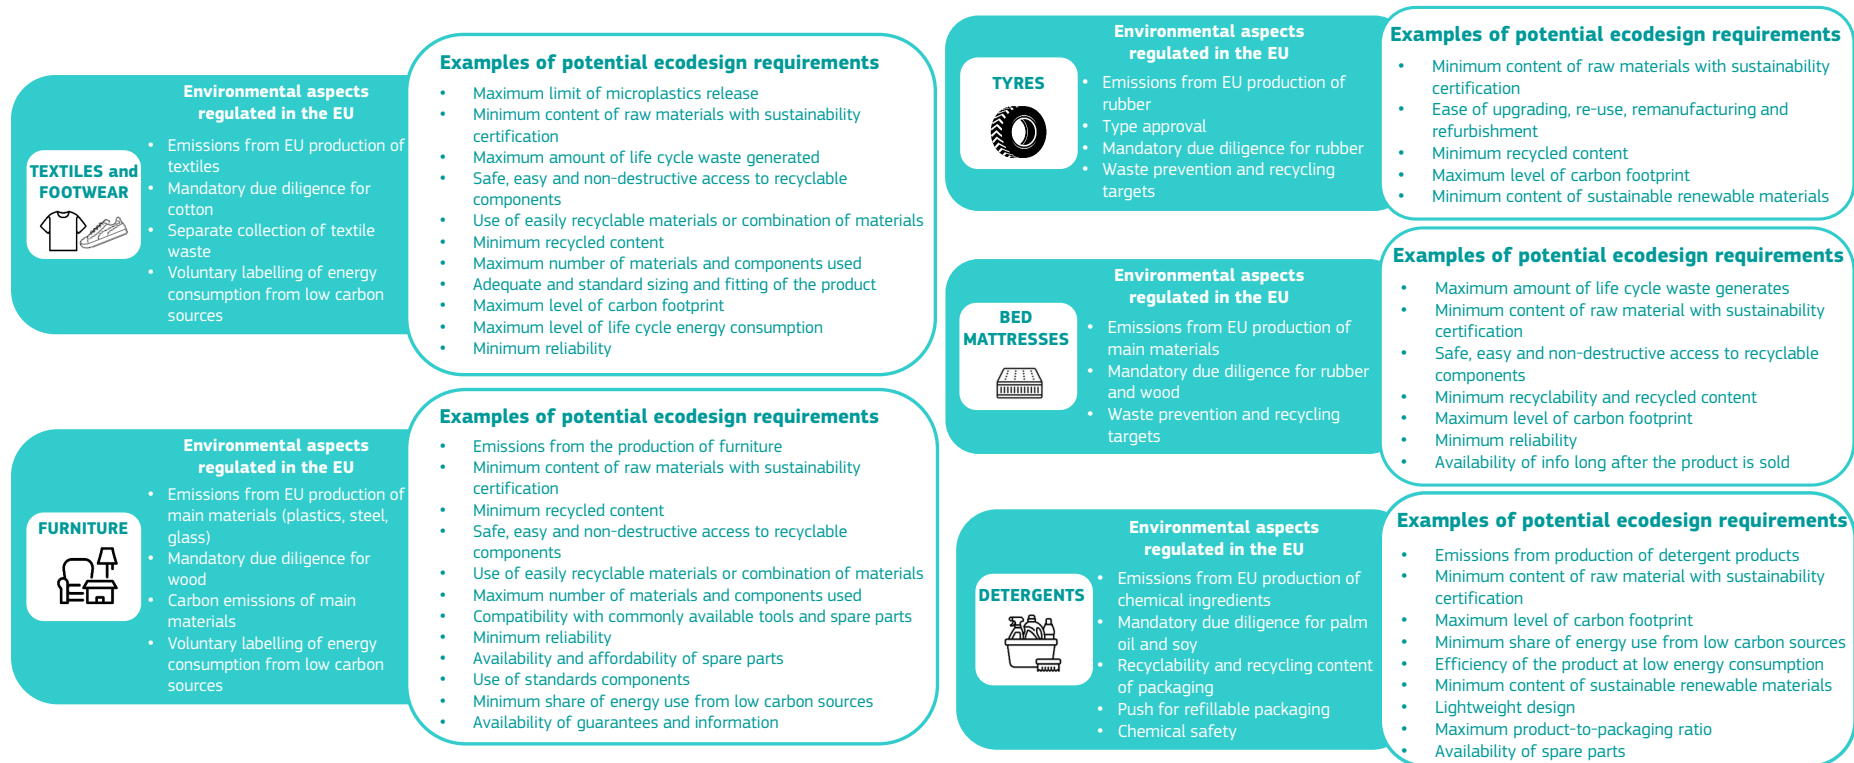 TEXTILES and
FOOTWEAR
Environmental aspects
regulated in the EU
• Emissions from EU production of
textiles
• Mandatory due diligence for
cotton
• Separate collection of textile
waste
• Voluntary labelling of energy
consumption from low carbon
sources
Examples of potential ecodesign requirements
• Maximum limit of microplastics release
• Minimum content of raw materials with sustainability
certification
• Maximum amount of life cycle waste generated
• Safe, easy and non-destructive access to recyclable
components
• Use of easily recyclable materials or combination of materials
• Minimum recycled content
• Maximum number of materials and components used
• Adequate and standard sizing and fitting of the product
• Maximum level of carbon footprint
• Maximum level of life cycle energy consumption
• Minimum reliability
FURNITURE
Environmental aspects
regulated in the EU
• Emissions from EU production of
main materials (plastics, steel,
glass)
• Mandatory due diligence for
wood
• Carbon emissions of main
materials
• Voluntary labelling of energy
consumption from low carbon
sources
Examples of potential ecodesign requirements
• Emissions from the production of furniture
• Minimum content of raw materials with sustainability
certification
• Minimum recycled content
• Safe, easy and non-destructive access to recyclable
components
• Use of easily recyclable materials or combination of materials
• Maximum number of materials and components used
• Compatibility with commonly available tools and spare parts
• Minimum reliability
• Availability and affordability of spare parts
• Use of standards components
• Minimum share of energy use from low carbon sources
• Availability of guarantees and information
TYRES
Environmental aspects
regulated in the EU
• Emissions from EU production of
rubber
• Type approval
• Mandatory due diligence for rubber
• Waste prevention and recycling
targets
Examples of potential ecodesign requirements
• Minimum content of raw materials with sustainability
certification
• Ease of upgrading, re-use, remanufacturing and
refurbishment
• Minimum recycled content
• Maximum level of carbon footprint
• Minimum content of sustainable renewable materials
BED
MATTRESSES
Environmental aspects
regulated in the EU
• Emissions from EU production of
main materials
• Mandatory due diligence for rubber
and wood
• Waste prevention and recycling
targets
Examples of potential ecodesign requirements
• Maximum amount of life cycle waste generates
• Minimum content of raw material with sustainability
certification
• Safe, easy and non-destructive access to recyclable
components
• Minimum recyclability and recycled content
• Maximum level of carbon footprint
• Minimum reliability
• Availability of info long after the product is sold
DETERGENTS
Environmental aspects
regulated in the EU
• Emissions from EU production of
chemical ingredients
• Mandatory due diligence for palm
oil and soy
• Recyclability and recycling content
of packaging
• Push for refillable packaging
• Chemical safety
Examples of potential ecodesign requirements
• Emissions from production of detergent products
• Minimum content of raw material with sustainability
certification
• Maximum level of carbon footprint
• Minimum share of energy use from low carbon sources
• Efficiency of the product at low energy consumption
• Minimum content of sustainable renewable materials
• Lightweight design
• Maximum product-to-packaging ratio
• Availability of spare parts